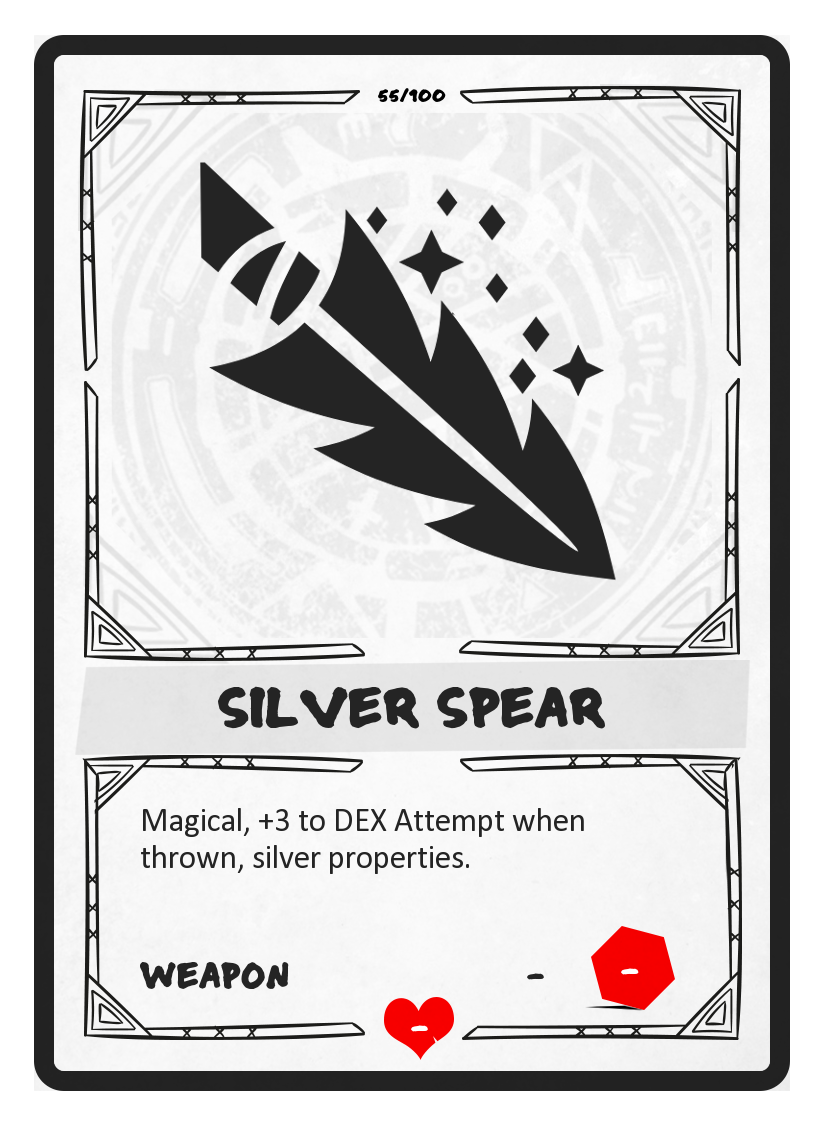 55/100
SILVER SPEAR
Magical, +3 to DEX Attempt when
thrown, silver properties.
WEAPON - -
-